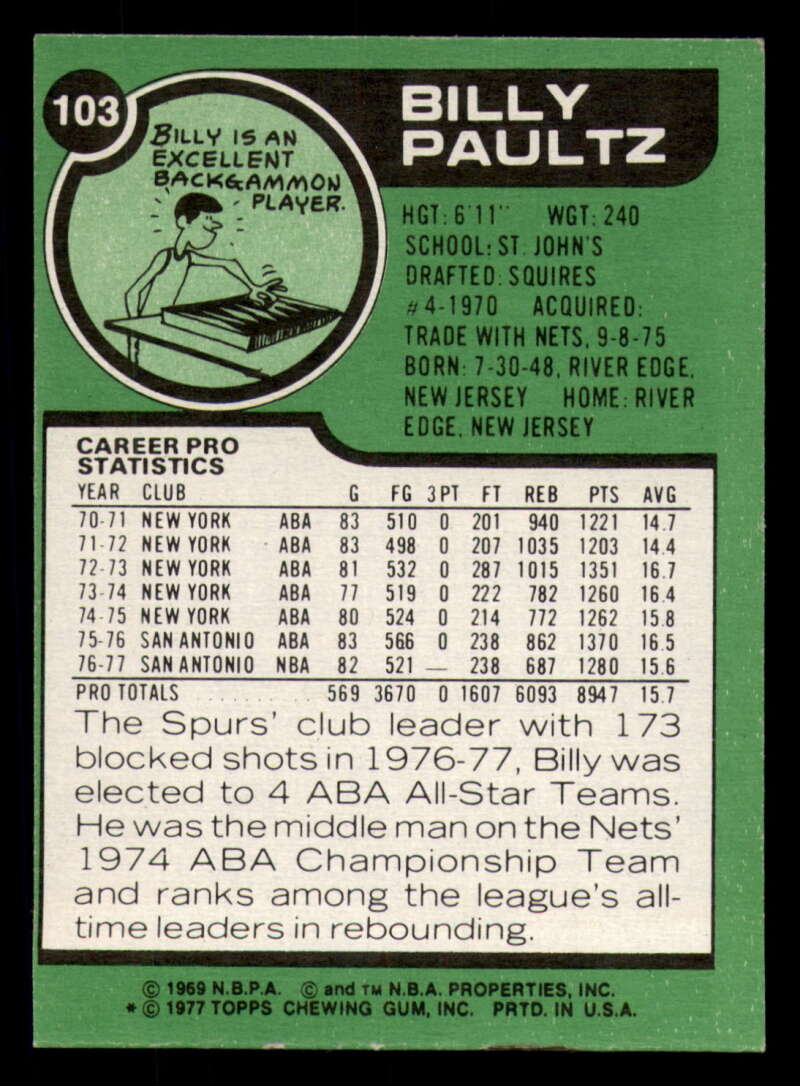 103
BILLY IS AN
EXCELLENT
BACKGAMMON
PLAYER.
BILLY
PAULTZ
HGT: 6'11" WGT: 240
SCHOOL: ST. JOHN'S
DRAFTED: SQUIRES
#4-1970 ACQUIRED:
TRADE WITH NETS, 9-8-75
BORN: 7-30-48, RIVER EDGE,
NEW JERSEY HOME: RIVER
EDGE, NEW JERSEY
CAREER PRO
STATISTICS
YEAR CLUB G FG 3PT FT REB PTS AVG
70-71 NEW YORK ABA 83 510 0 201 940 1221 14.7
71-72 NEW YORK ABA 83 498 0 207 1035 1203 14.4
72-73 NEW YORK ABA 81 532 0 287 1015 1351 16.7
73-74 NEW YORK ABA 77 519 0 222 782 1260 16.4
74-75 NEW YORK ABA 80 524 0 214 772 1262 15.8
75-76 SAN ANTONIO ABA 83 566 0 238 862 1370 16.5
76-77 SAN ANTONIO NBA 82 521 — 238 687 1280 15.6
PRO TOTALS .......... 569 3670 0 1607 6093 8947 15.7
The Spurs' club leader with 173
blocked shots in 1976-77, Billy was
elected to 4 ABA All-Star Teams.
He was the middle man on the Nets'
1974 ABA Championship Team
and ranks among the league's all-
time leaders in rebounding.
© 1969 N.B.P.A. © and TM N.B.A. PROPERTIES, INC.
* © 1977 TOPPS CHEWING GUM, INC. PRTD. IN U.S.A.